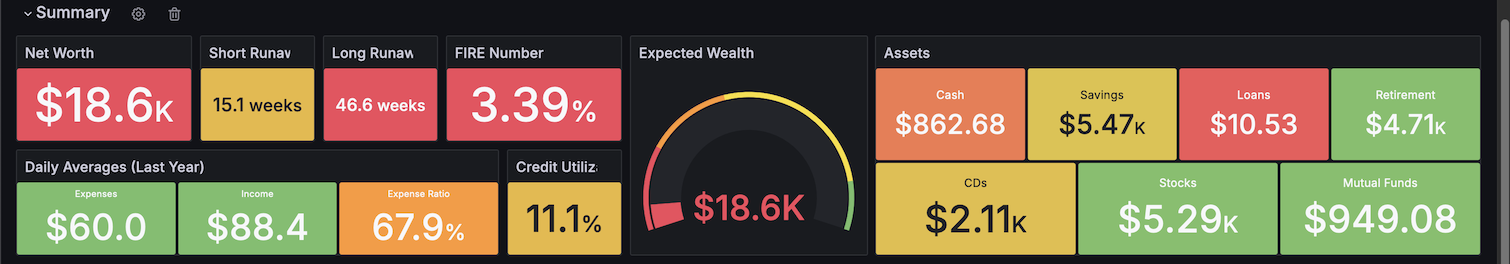 Summary
Net Worth
$18.6K
Short Runaw
15.1 weeks
Long Runaw
46.6 weeks
FIRE Number
3.39%
Daily Averages (Last Year)
Expenses
$60.0
Income
$88.4
Expense Ratio
67.9%
Credit Utiliz
11.1%
Expected Wealth
$18.6K
Assets
Cash
$862.68
Savings
$5.47K
Loans
$10.53
Retirement
$4.71K
CDs
$2.11K
Stocks
$5.29K
Mutual Funds
$949.08